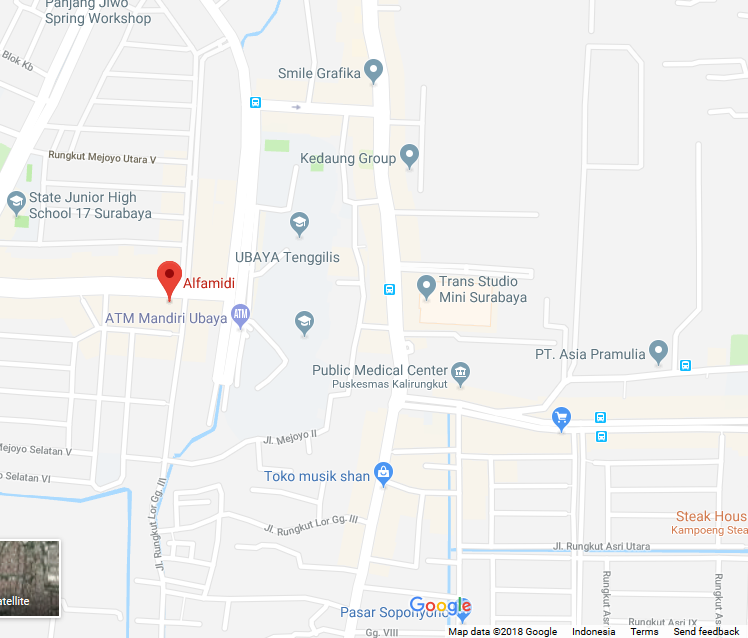 Panjang Jiwo
Spring Workshop
Blok Kb
Smile Grafika
Rungkut Mejoyo Utara V
Kedaung Group
State Junior High
School 17 Surabaya
UBAYA Tenggilis
Alfamidi
Trans Studio
Mini Surabaya
ATM Mandiri Ubaya
ATM
PT. Asia Pramulia
Public Medical Center
Puskesmas Kalirungkut
Jl. Mejoyo II
Mejoyo Selatan V
Selatan VI
Toko musik shan
Jl. Rungkut Lor Gg. III
Jl. Rungkut Lor Gg. III
Steak Hous
Kampoeng Stea
Jl. Rungkut Asri Utara
Rungkut Asri
Rungkut
atellite
Google
Pasar Soponyono
Rungkut Asri IX
Gg. VIII
Map data ©2018 Google Indonesia Terms Send feedback